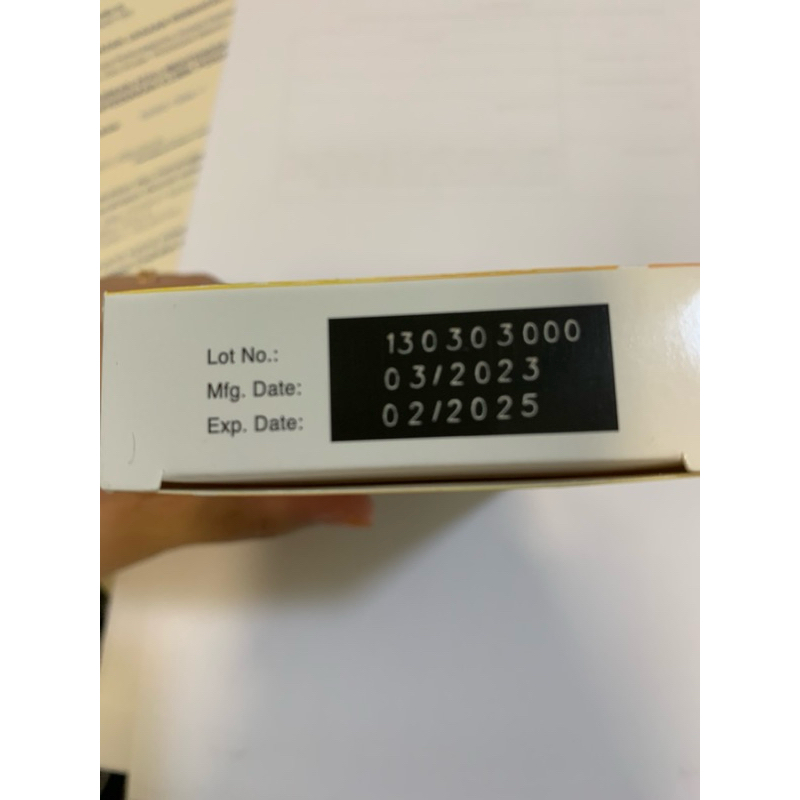 Lot No.: 130303000
Mfg. Date: 03/2023
Exp. Date: 02/2025